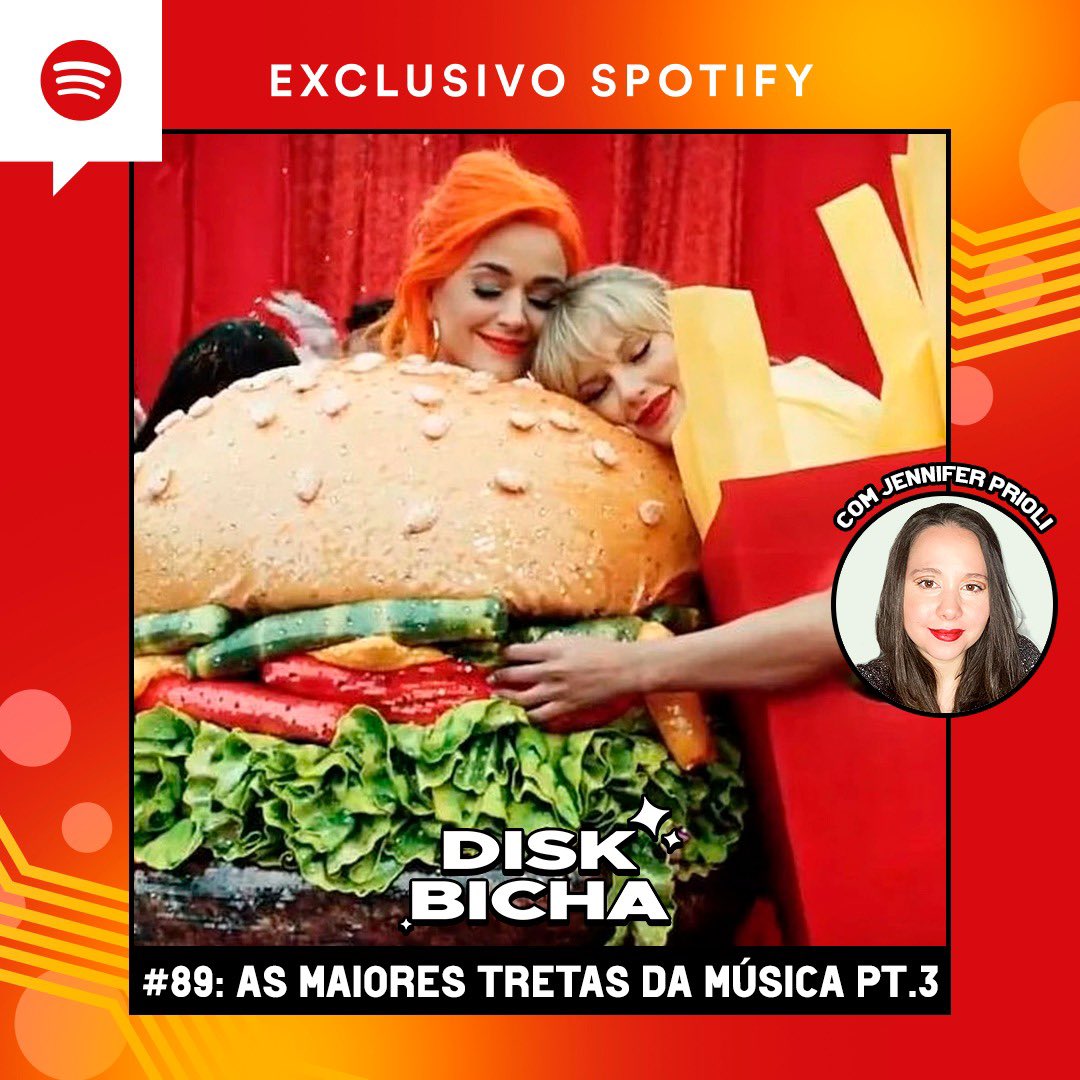 EXCLUSIVO SPOTIFY
COM JENNIFER PRIOLI
DISK
BICHA
#89: AS MAIORES TRETAS DA MÚSICA PT.3